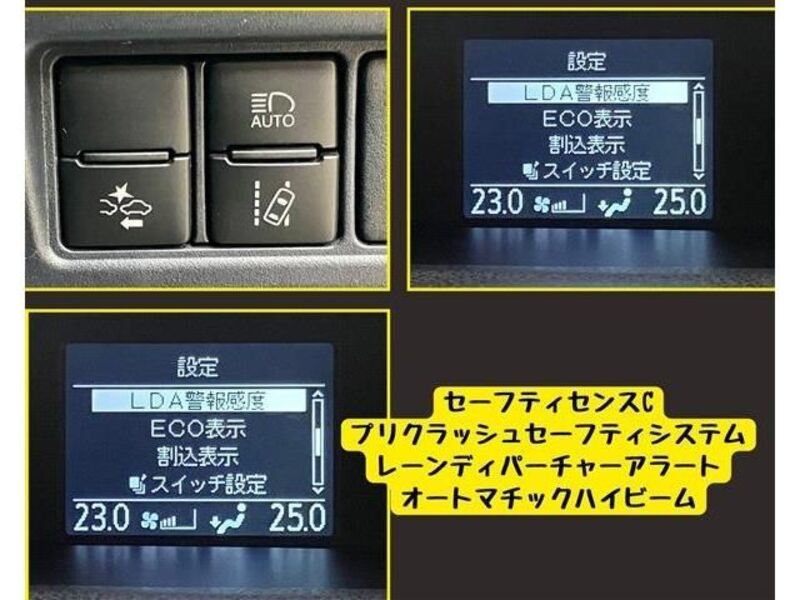 AUTO
設定
LDA警報感度
ECO表示
割込表示
スイッチ設定
23.0 25.0
設定
LDA警報感度
ECO表示
割込表示
スイッチ設定
23.0 25.0
セーフティセンスC
プリクラッシュセーフティシステム
レーンディパーチャーアラート
オートマチックハイビーム